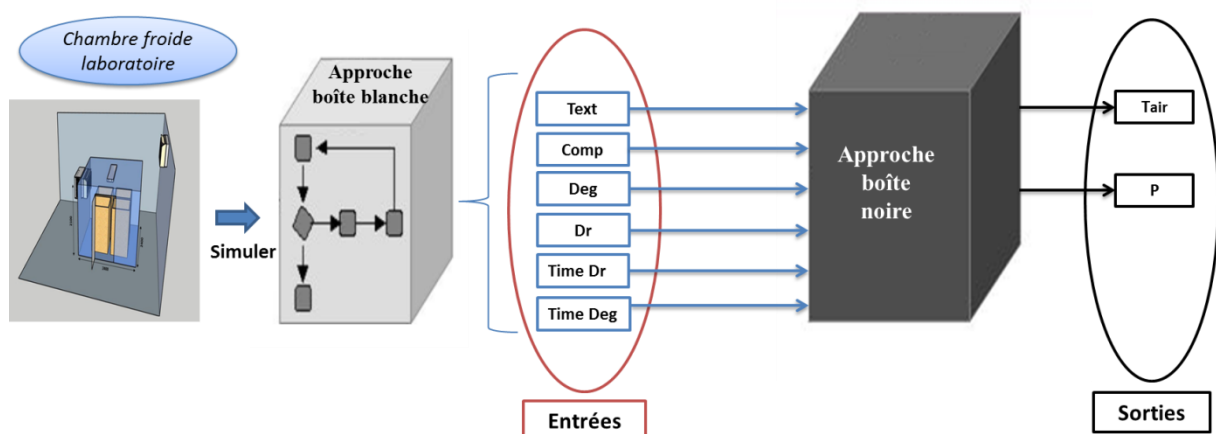 Chambre froide
laboratoire
Simuler
Approche
boîte blanche
Text
Comp
Deg
Dr
Time Dr
Time Deg
Entrées
Approche
boîte
noire
Tair
P
Sorties